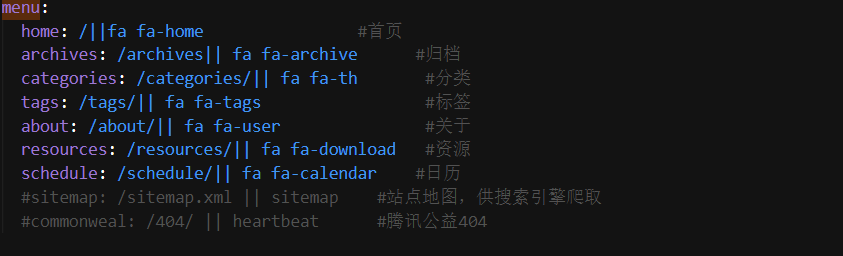 menu:
  home: /||fa fa-home                #首页
  archives: /archives|| fa fa-archive      #归档
  categories: /categories/|| fa fa-th       #分类
  tags: /tags/|| fa fa-tags                 #标签
  about: /about/|| fa fa-user               #关于
  resources: /resources/|| fa fa-download   #资源
  schedule: /schedule/|| fa fa-calendar    #日历
  #sitemap: /sitemap.xml || sitemap    #站点地图，供搜索引擎爬取
  #commonweal: /404/ || heartbeat      #腾讯公益404